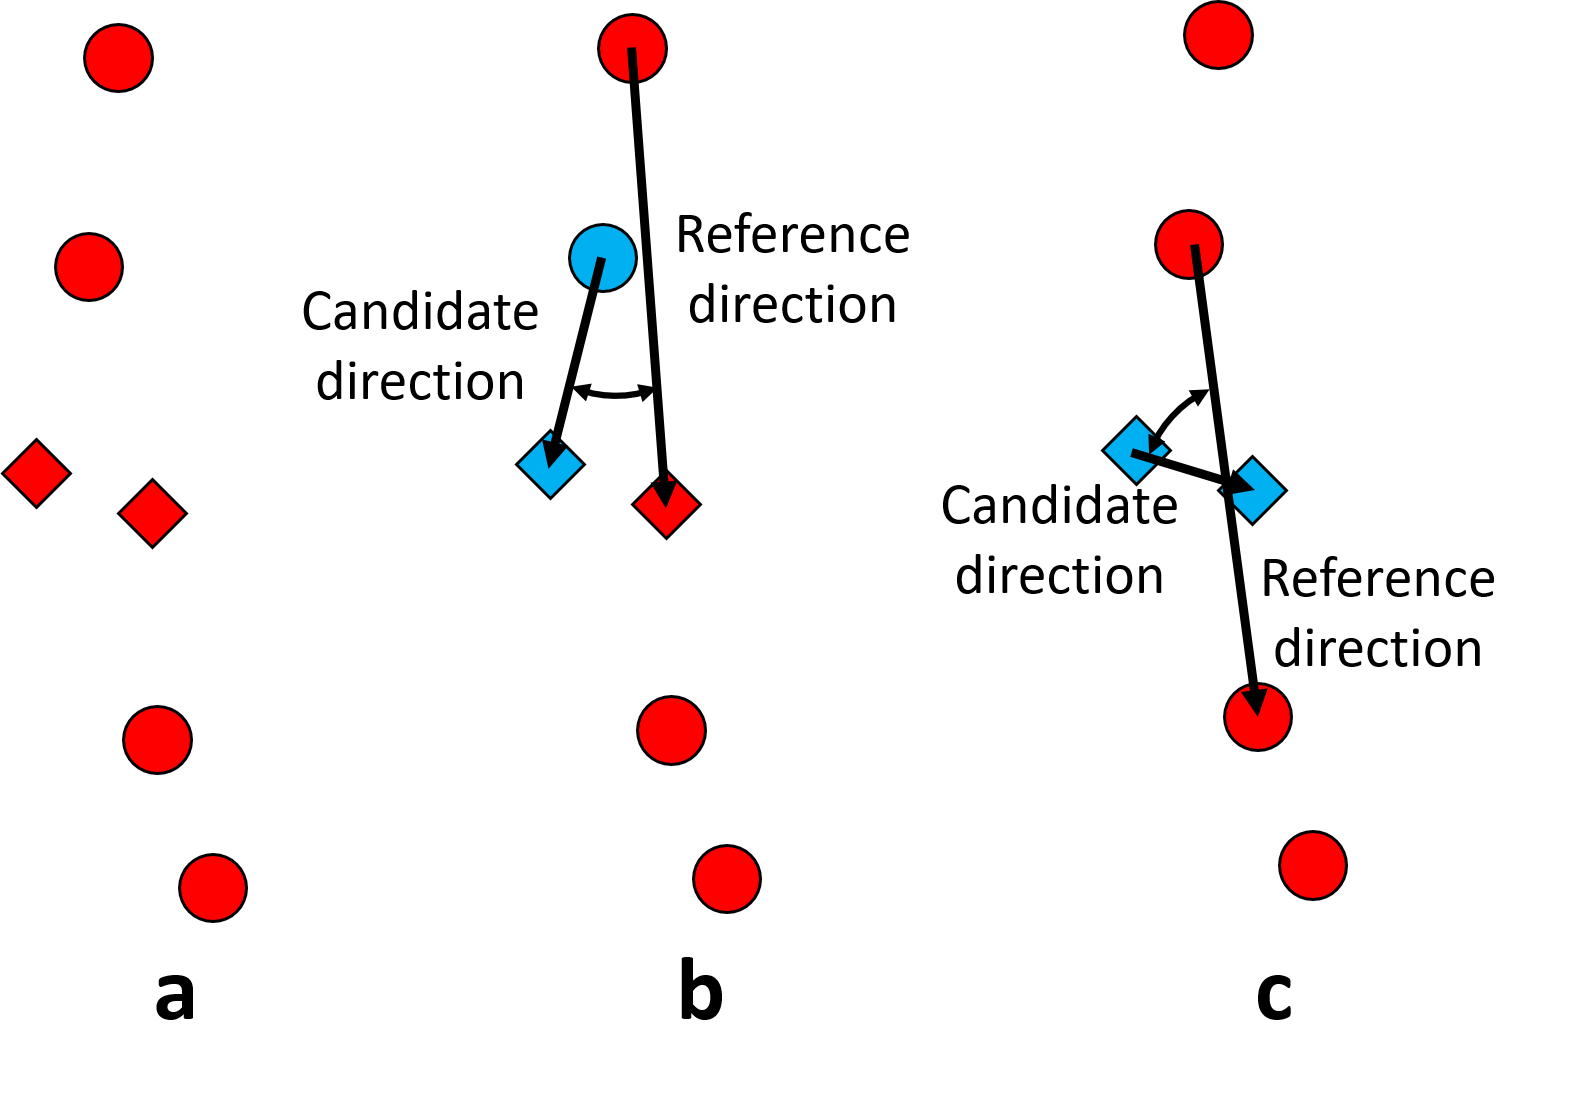 Reference
direction
Candidate
direction
Candidate
direction
Reference
direction
a
b
c